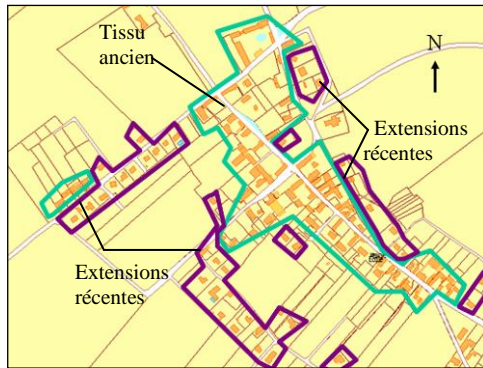 Tissu
ancien
N
Extensions
récentes
Extensions
récentes